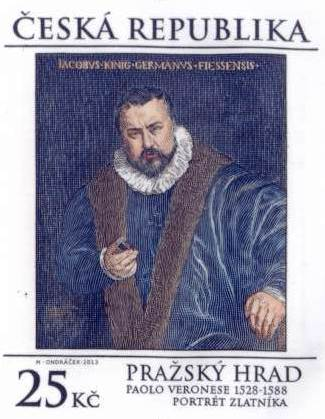 ČESKÁ REPUBLIKA
IACOBVS·KINIG·GERMANVS·FIESSENSIS·
M·ONDRÁČEK·2013
25 KČ
PRAŽSKÝ HRAD
PAOLO VERONESE 1528-1588
PORTRÉT ZLATNÍKA